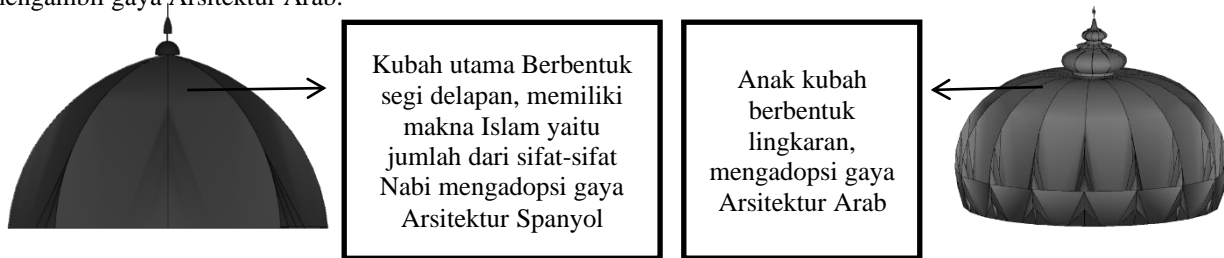 mengambil gaya Arsitektur Arab.
Kubah utama Berbentuk
segi delapan, memiliki
makna Islam yaitu
jumlah dari sifat-sifat
Nabi mengadopsi gaya
Arsitektur Spanyol
Anak kubah
berbentuk
lingkaran,
mengadopsi gaya
Arsitektur Arab